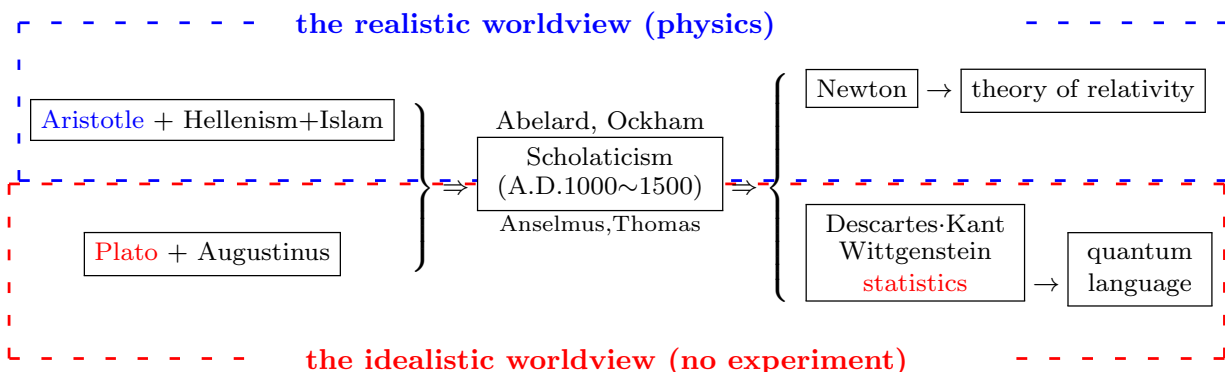 the realistic worldview (physics)
Aristotle + Hellenism+Islam
Plato + Augustinus
⇒
Abelard, Ockham
Scholaticism
(A.D.1000∼1500)
Anselmus,Thomas
⇒
Newton → theory of relativity
Descartes·Kant
Wittgenstein
statistics
→
quantum
language
the idealistic worldview (no experiment)